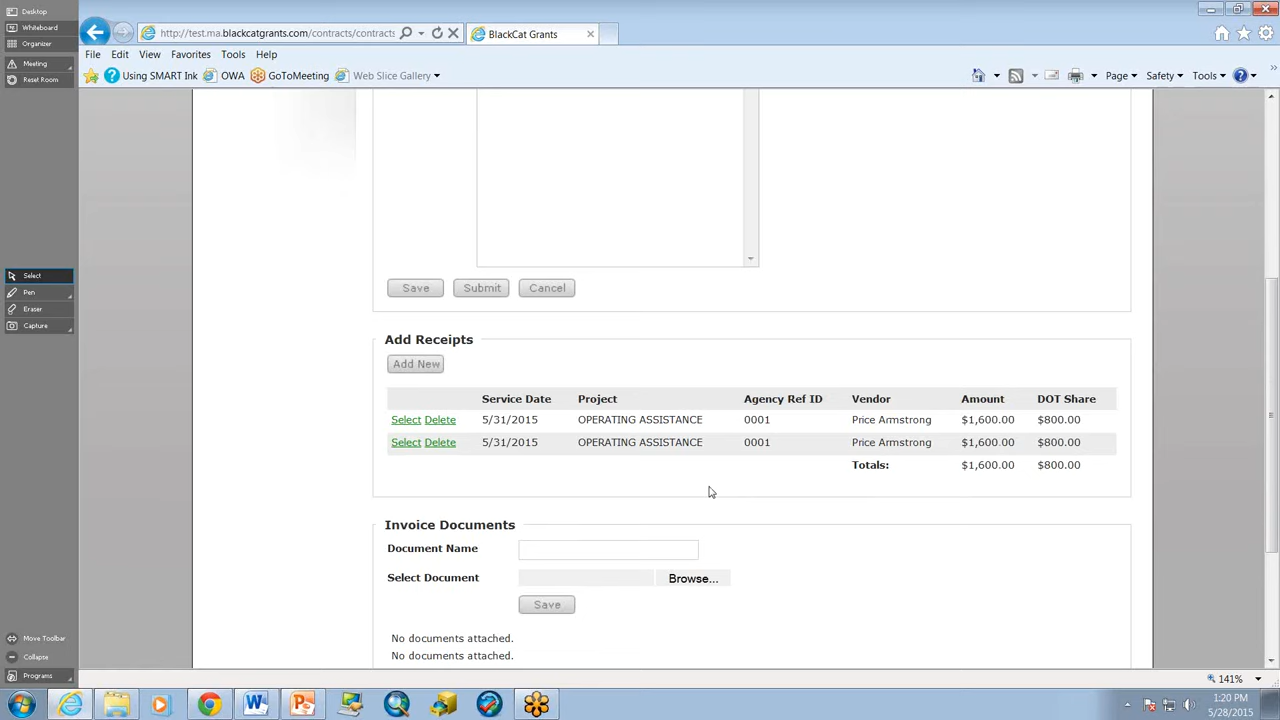 Desktop
Whiteboard
Organizer
Meeting
Reset Room
Select
Pen
Eraser
Capture
Move Toolbar
Collapse
Programs
http://test.ma.blackcatgrants.com/contracts/contracts
BlackCat Grants
File Edit View Favorites Tools Help
Using SMART Ink OWA GoToMeeting Web Slice Gallery
Page Safety Tools
Save Submit Cancel
Add Receipts
Add New
Service Date Project Agency Ref ID Vendor Amount DOT Share
Select Delete 5/31/2015 OPERATING ASSISTANCE 0001 Price Armstrong $1,600.00 $800.00
Select Delete 5/31/2015 OPERATING ASSISTANCE 0001 Price Armstrong $1,600.00 $800.00
Totals: $1,600.00 $800.00
Invoice Documents
Document Name
Select Document Browse...
Save
No documents attached.
No documents attached.
141%
1:20 PM
5/28/2015